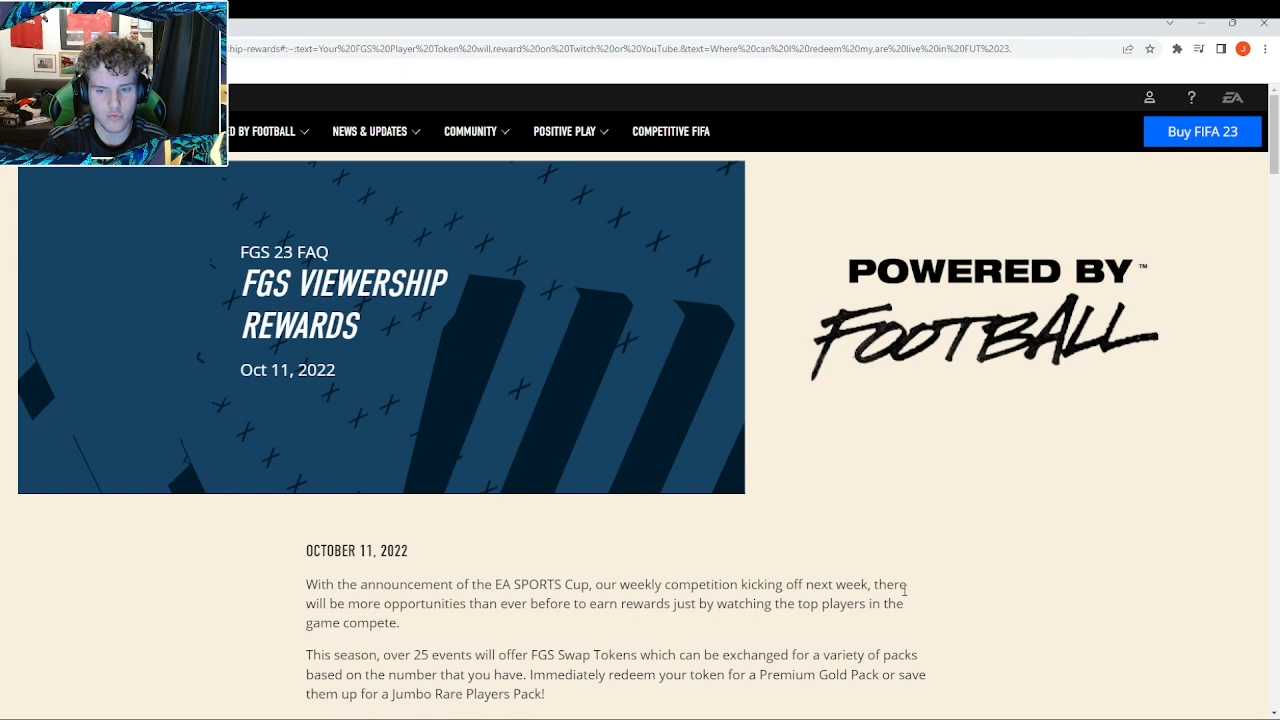 ip-rewards#:~:text=Your%20FGS%20Player%20Token%20will,reward%20on%20Twitch%20or%20YouTube.&text=When%20can%20I%20redeem%20my,are%20live%20in%20FUT%2023.
J
EA
ED BY FOOTBALL
NEWS & UPDATES
COMMUNITY
POSITIVE PLAY
COMPETITIVE FIFA
Buy FIFA 23
FGS 23 FAQ
FGS VIEWERSHIP
REWARDS
Oct 11, 2022
POWERED BY™
FOOTBALL
OCTOBER 11, 2022
With the announcement of the EA SPORTS Cup, our weekly competition kicking off next week, there
will be more opportunities than ever before to earn rewards just by watching the top players in the
game compete.
This season, over 25 events will offer FGS Swap Tokens which can be exchanged for a variety of packs
based on the number that you have. Immediately redeem your token for a Premium Gold Pack or save
them up for a Jumbo Rare Players Pack!